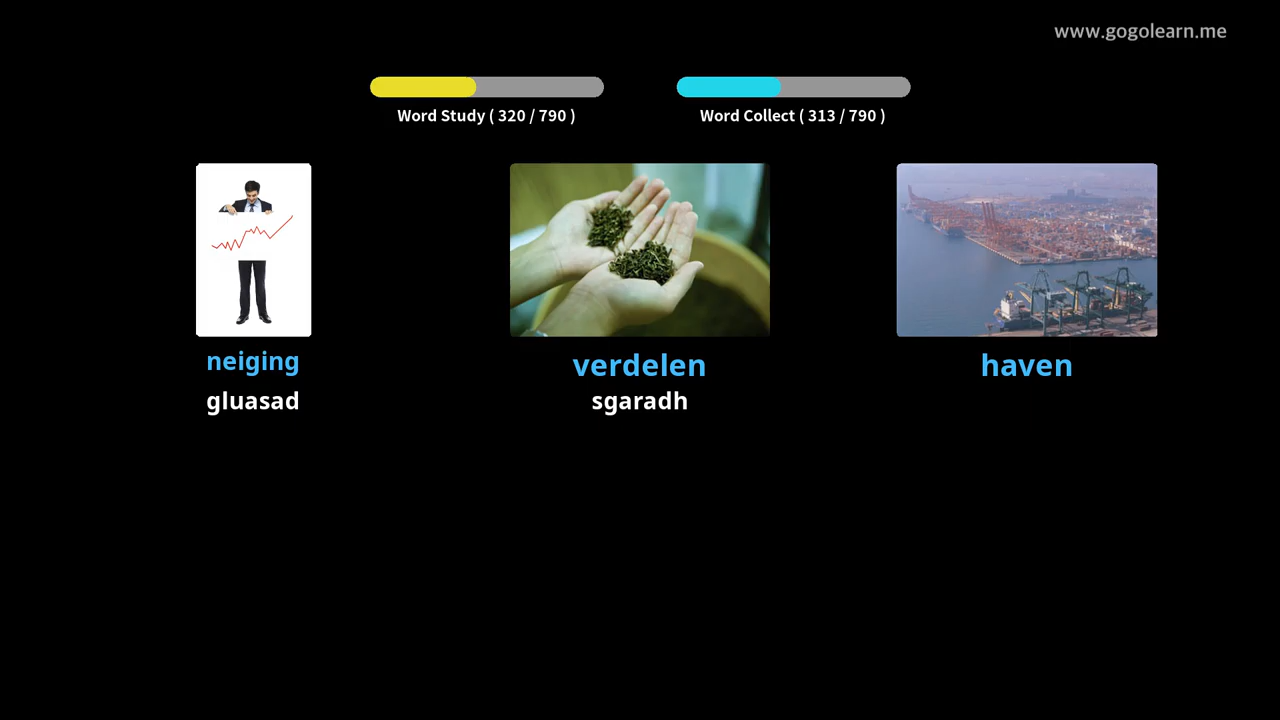 www.gogolearn.me
Word Study ( 320 / 790 )
Word Collect ( 313 / 790 )
neiging
gluasad
verdelen
sgaradh
haven